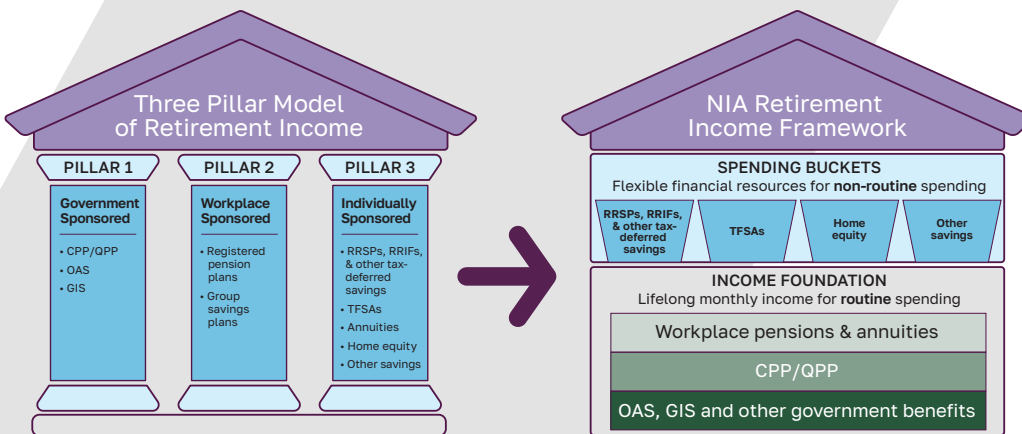 Three Pillar Model
of Retirement Income
PILLAR 1
Government
Sponsored
• CPP/QPP
• OAS
• GIS
PILLAR 2
Workplace
Sponsored
• Registered
pension
plans
• Group
savings
plans
PILLAR 3
Individually
Sponsored
• RRSPs, RRIFs,
& other tax-
deferred
savings
• TFSAs
• Annuities
• Home equity
• Other savings
NIA Retirement
Income Framework
SPENDING BUCKETS
Flexible financial resources for non-routine spending
RRSPs, RRIFs,
& other tax-
deferred
savings
TFSAs
Home
equity
Other
savings
INCOME FOUNDATION
Lifelong monthly income for routine spending
Workplace pensions & annuities
CPP/QPP
OAS, GIS and other government benefits